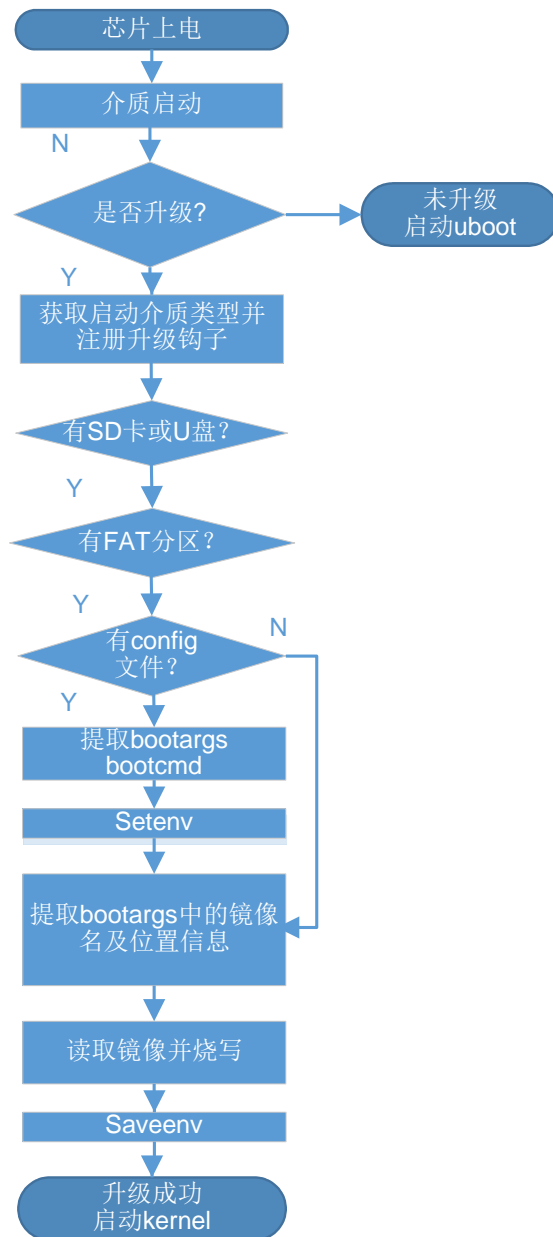 芯片上电
介质启动
N
是否升级?
未升级
启动uboot
Y
获取启动介质类型并
注册升级钩子
有SD卡或U盘？
Y
有FAT分区？
Y
N
有config
文件？
Y
提取bootargs
bootcmd
Setenv
提取bootargs中的镜像
名及位置信息
读取镜像并烧写
Saveenv
升级成功
启动kernel